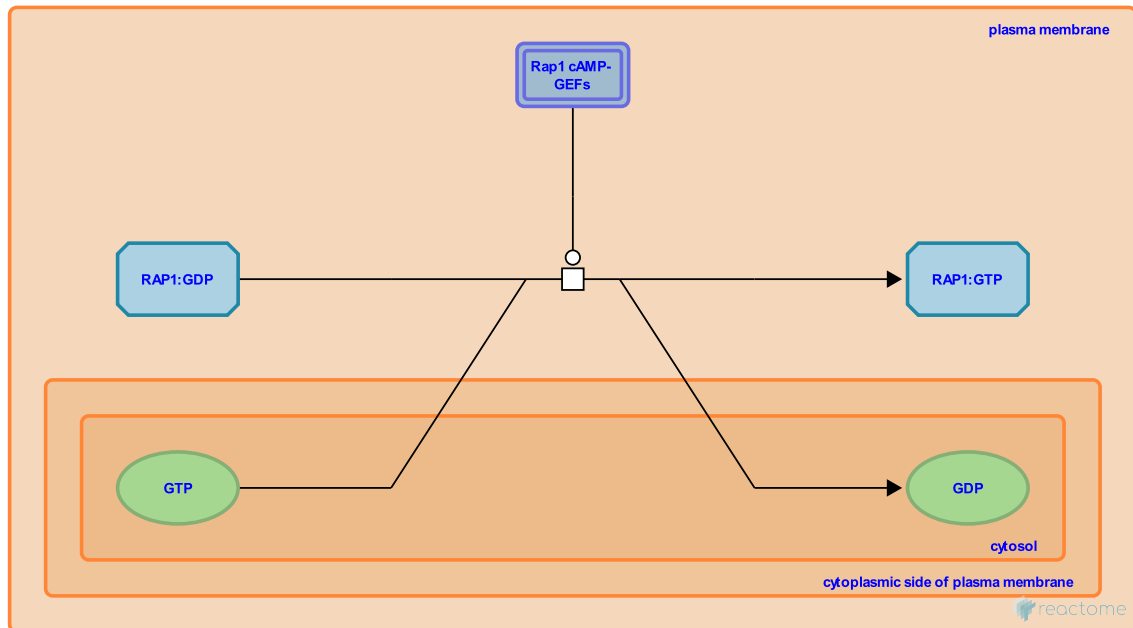 plasma membrane
Rap1 cAMP-
GEFs
RAP1:GDP
RAP1:GTP
GTP
GDP
cytosol
cytoplasmic side of plasma membrane
reactome